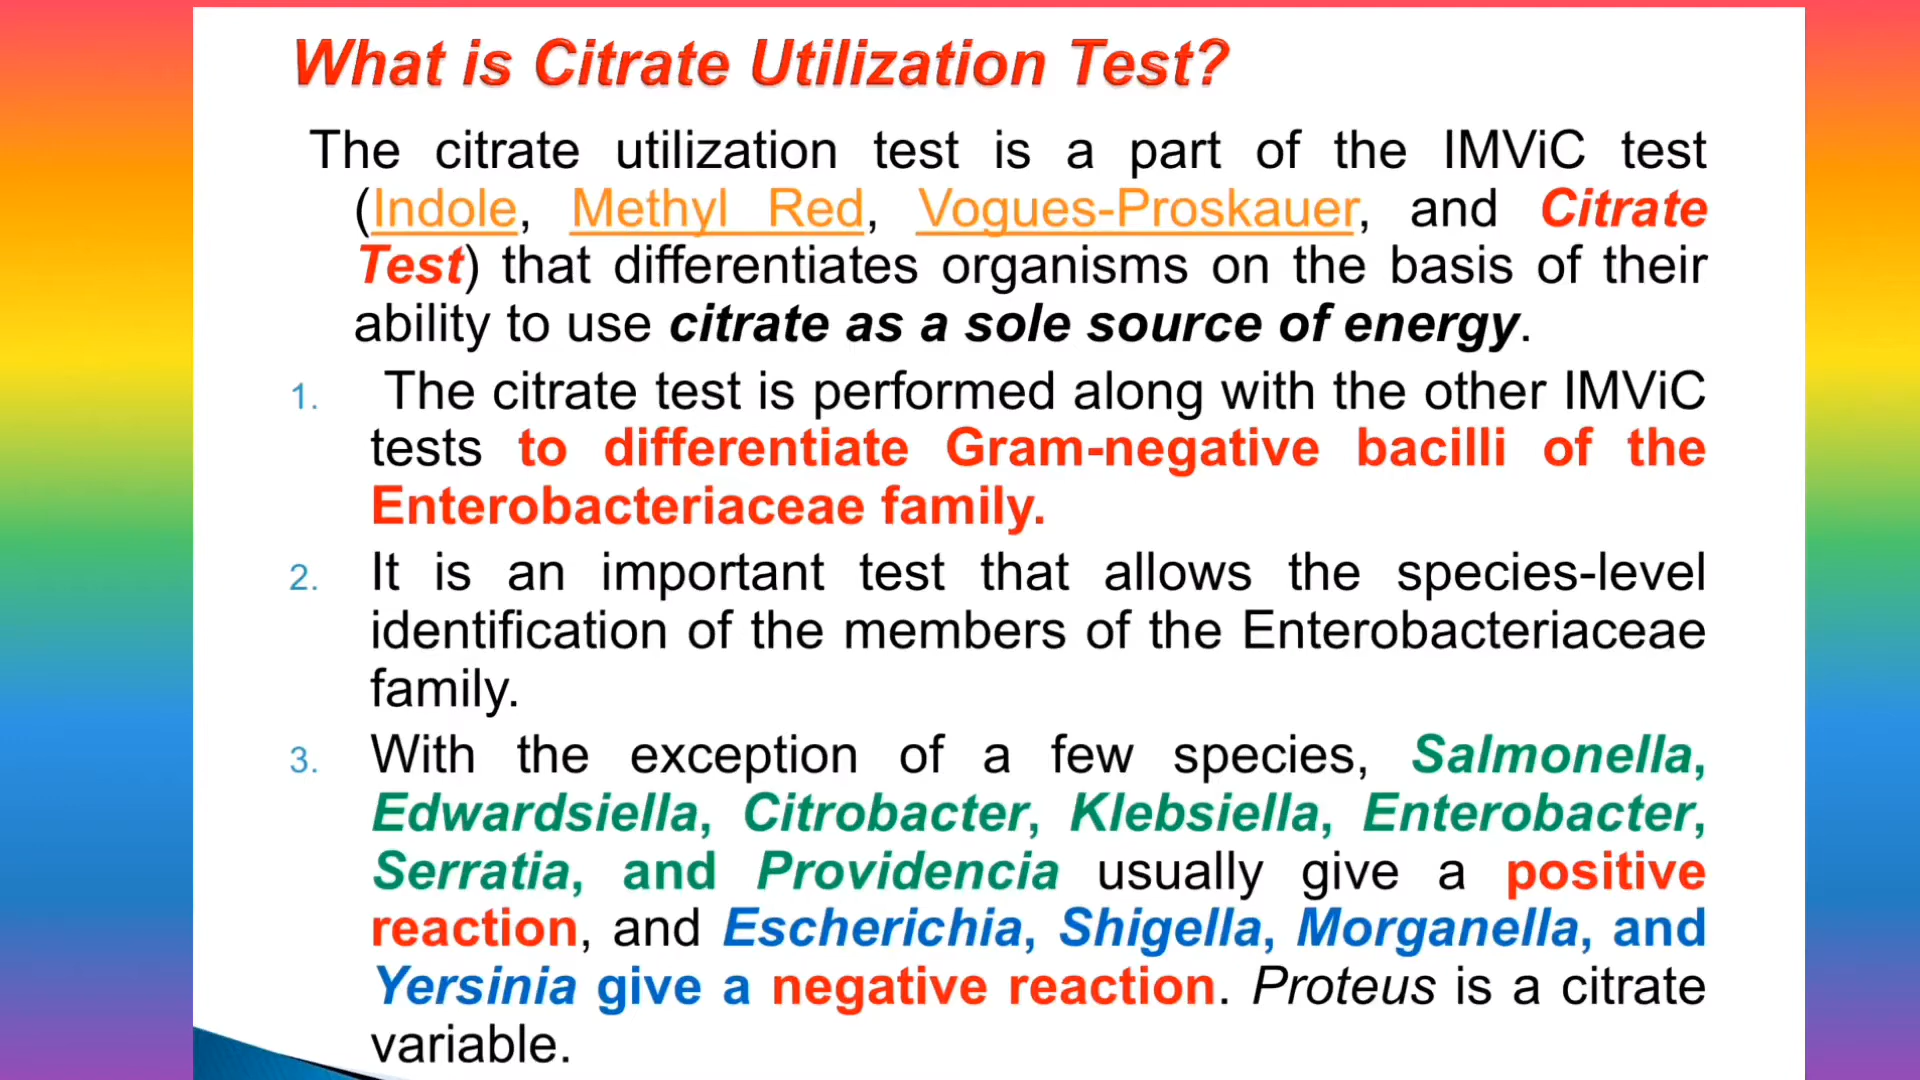 What is Citrate Utilization Test?
The citrate utilization test is a part of the IMViC test
(Indole, Methyl Red, Vogues-Proskauer, and Citrate
Test) that differentiates organisms on the basis of their
ability to use citrate as a sole source of energy.
1. The citrate test is performed along with the other IMViC
tests to differentiate Gram-negative bacilli of the
Enterobacteriaceae family.
2. It is an important test that allows the species-level
identification of the members of the Enterobacteriaceae
family.
3. With the exception of a few species, Salmonella,
Edwardsiella, Citrobacter, Klebsiella, Enterobacter,
Serratia, and Providencia usually give a positive
reaction, and Escherichia, Shigella, Morganella, and
Yersinia give a negative reaction. Proteus is a citrate
variable.